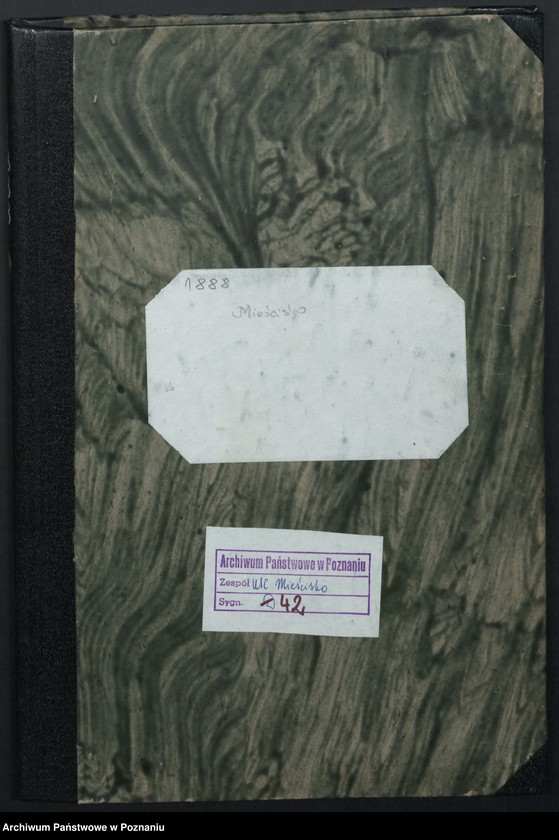 1888
Mieścisko
Archiwum Państwowe w Poznaniu
Zespół USC Mieścisko
Sygn. 42
Archiwum Państwowe w Poznaniu